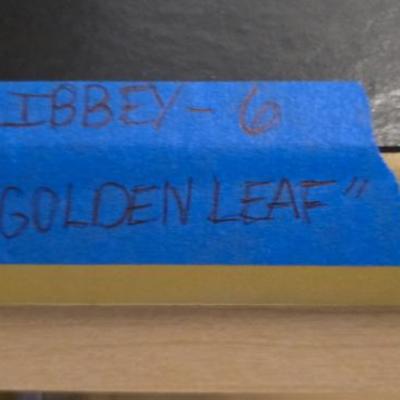 IBBEY - 6
GOLDEN LEAF"